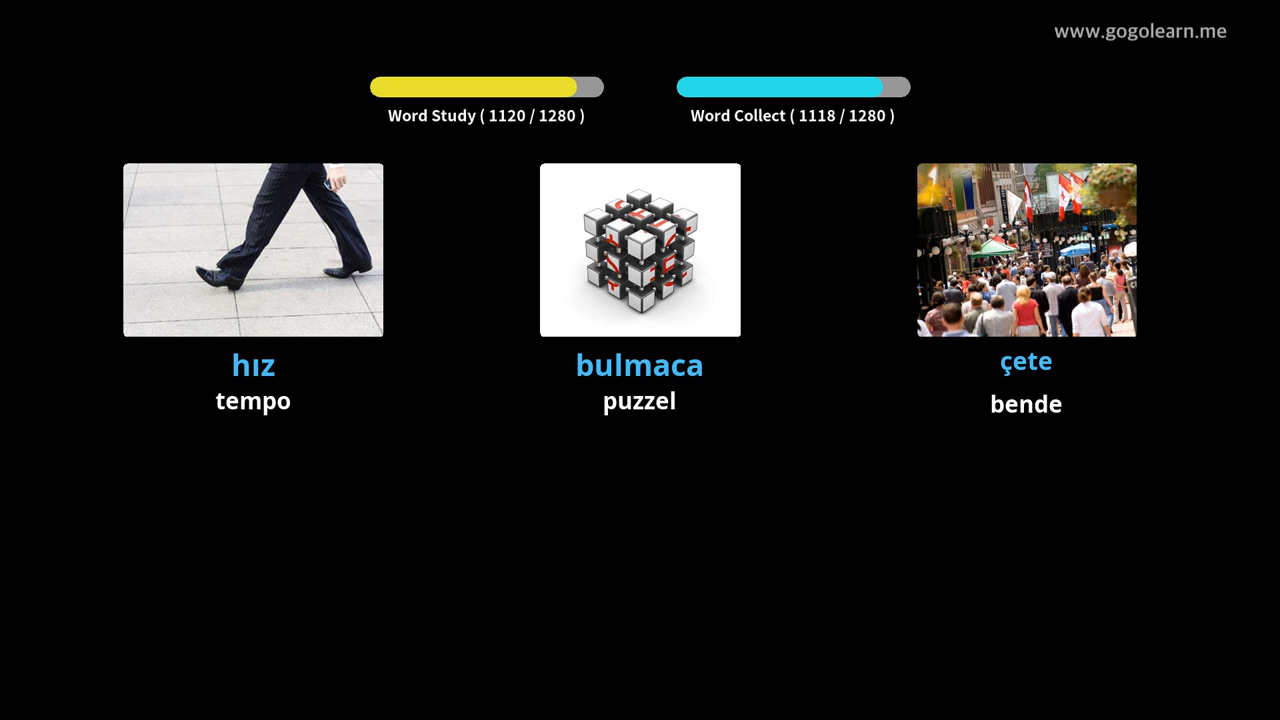 www.gogolearn.me
Word Study ( 1120 / 1280 )
Word Collect ( 1118 / 1280 )
hız
tempo
bulmaca
puzzel
çete
bende